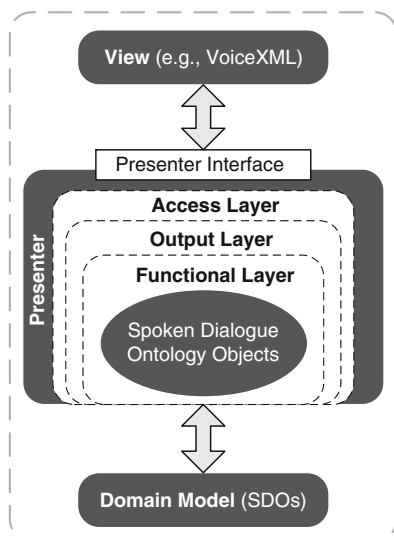 View (e.g., VoiceXML)
Presenter Interface
Presenter
Access Layer
Output Layer
Functional Layer
Spoken Dialogue
Ontology Objects
Domain Model (SDOs)